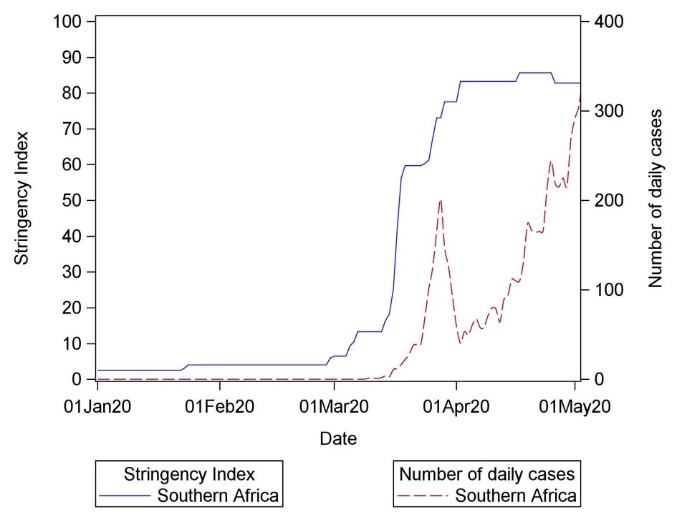 100
90
80
70
60
50
40
30
20
10
0
Stringency Index
400
300
200
100
0
Number of daily cases
01Jan20 01Feb20 01Mar20 01Apr20 01May20
Date
Stringency Index
Southern Africa
Number of daily cases
Southern Africa